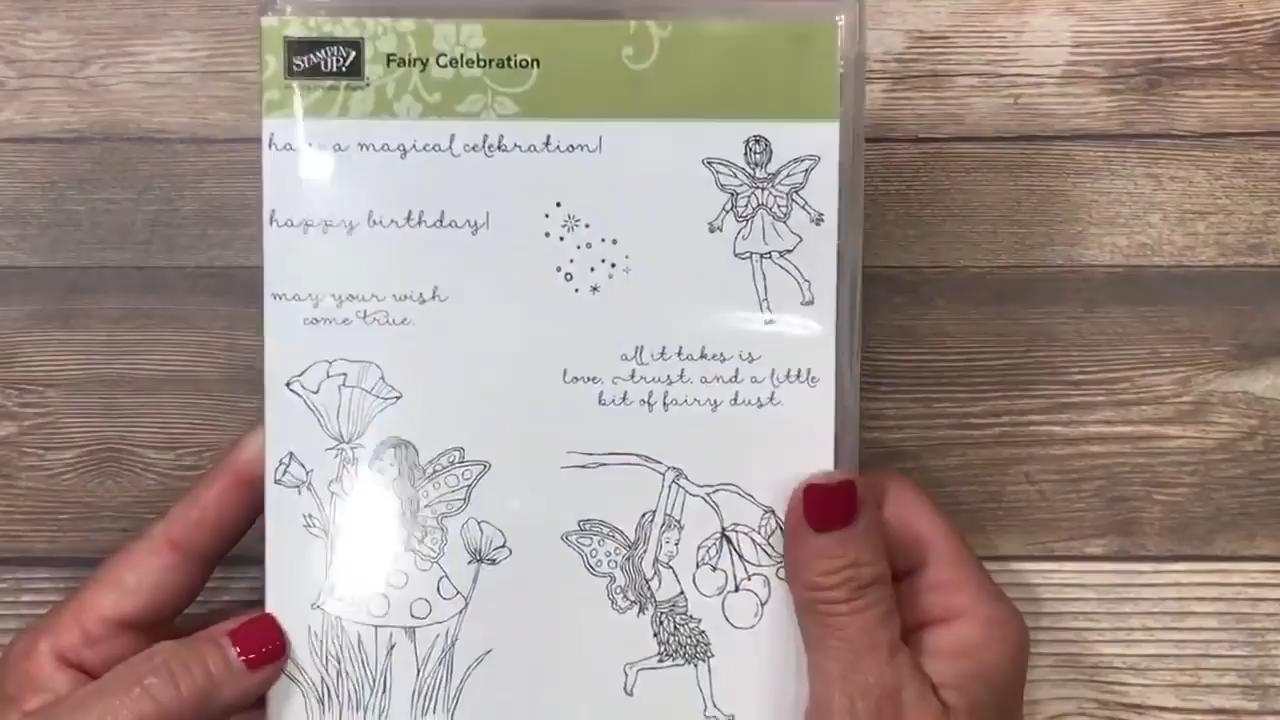 STAMPIN' UP!
Fairy Celebration
a magical celebration!
happy birthday!
may your wish
come true.
all it takes is
love, trust, and a little
bit of fairy dust.